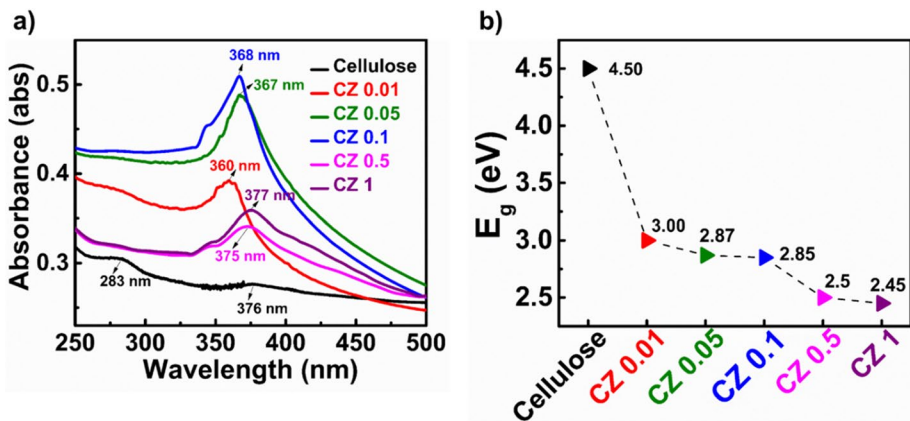 a)
Absorbance (abs)
0.5
0.4
0.3
368 nm
367 nm
360 nm
377 nm
375 nm
283 nm
376 nm
Cellulose
CZ 0.01
CZ 0.05
CZ 0.1
CZ 0.5
CZ 1
250 300 350 400 450 500
Wavelength (nm)
b)
Eg (eV)
4.5
4.0
3.5
3.0
2.5
4.50
3.00
2.87
2.85
2.5
2.45
Cellulose
CZ 0.01
CZ 0.05
CZ 0.1
CZ 0.5
CZ 1